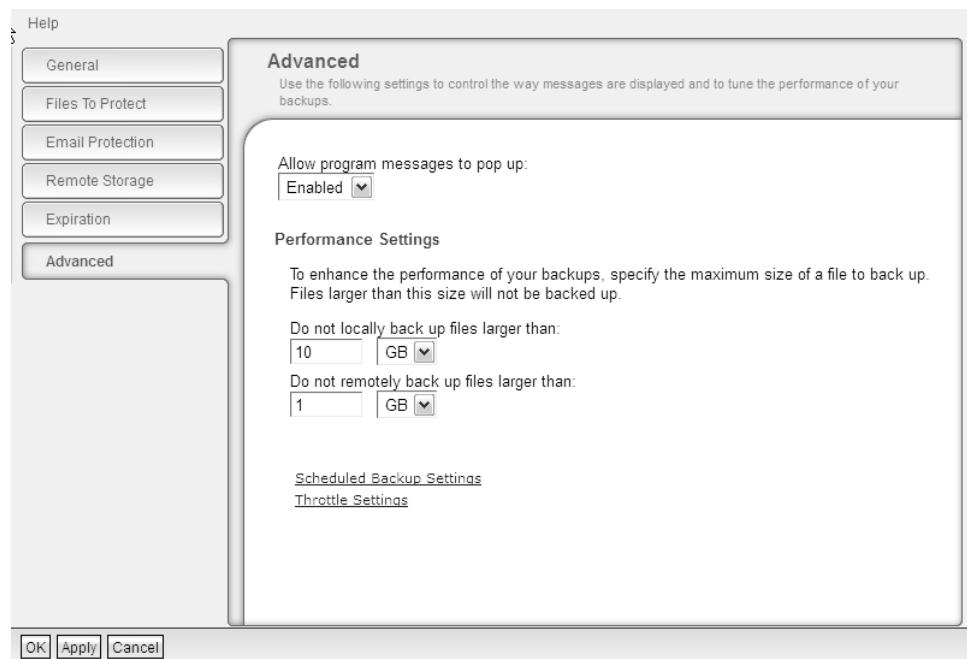 Help
General
Files To Protect
Email Protection
Remote Storage
Expiration
Advanced
Advanced
Use the following settings to control the way messages are displayed and to tune the performance of your
backups.
Allow program messages to pop up:
Enabled
Performance Settings
To enhance the performance of your backups, specify the maximum size of a file to back up.
Files larger than this size will not be backed up.
Do not locally back up files larger than:
10 GB
Do not remotely back up files larger than:
1 GB
Scheduled Backup Settings
Throttle Settings
OK Apply Cancel